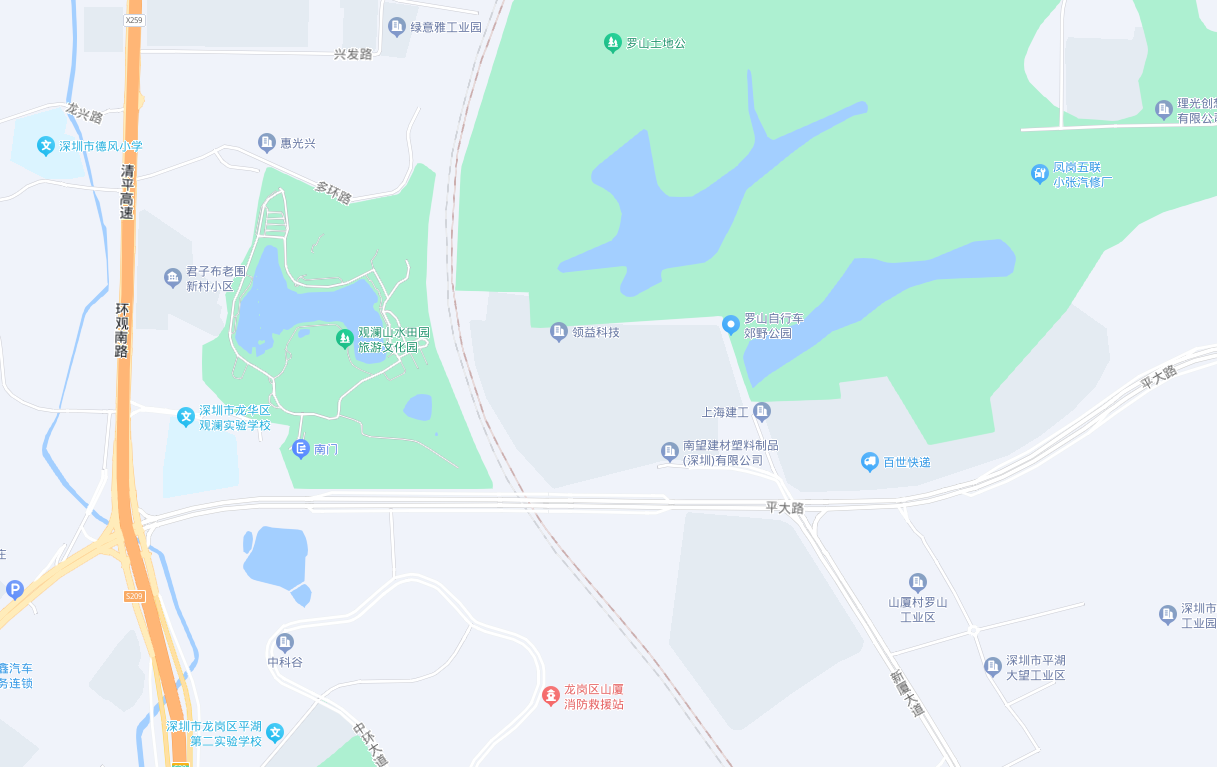 X259
绿意雅工业园
兴发路
罗山土地公
龙兴路
理光创想
有限公司
深圳市德风小学
惠光兴
清平高速
凤岗五联
小张汽修厂
多环路
君子布老围
新村小区
环观南路
观澜山水田园
旅游文化园
领益科技
罗山自行车
郊野公园
平大路
深圳市龙华区
观澜实验学校
上海建工
南门
南望建材塑料制品
(深圳)有限公司
百世快递
平大路
庄
P
S209
山厦村罗山
工业区
深圳市
工业园
中科谷
鑫汽车
务连锁
深圳市平湖
大望工业区
龙岗区山厦
消防救援站
新厦大道
深圳市龙岗区平湖
第二实验学校
中环大道